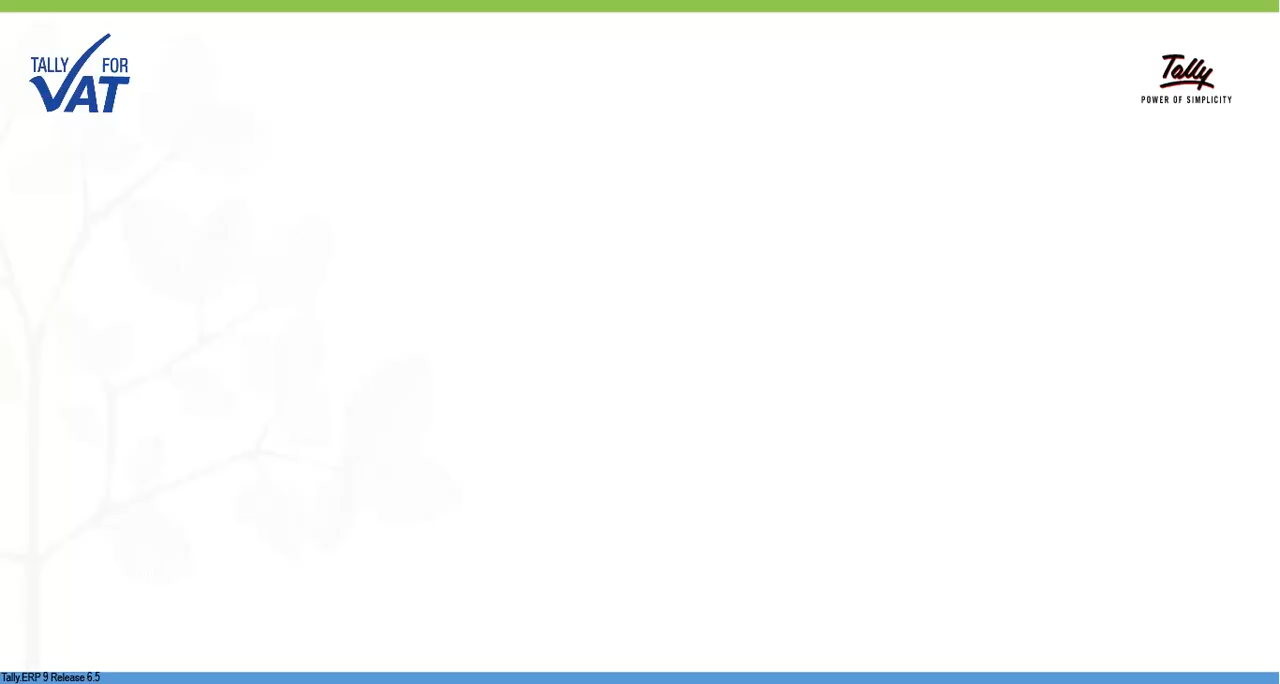 TALLY FOR
VAT
Tally
POWER OF SIMPLICITY
Tally.ERP 9 Release 6.5